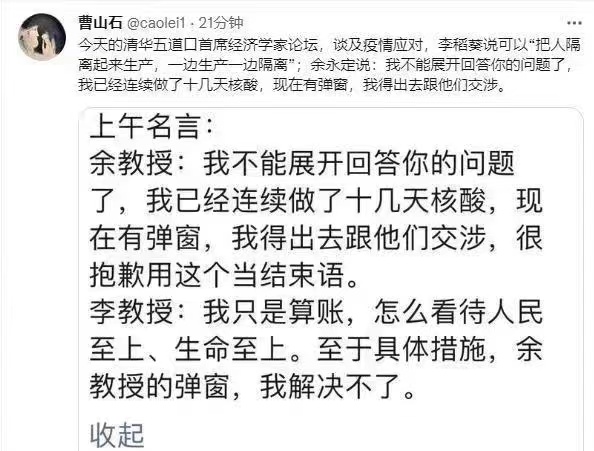 曹山石 @caolei1 · 21分钟
今天的清华五道口首席经济学家论坛，谈及疫情应对，李稻葵说可以“把人隔
离起来生产，一边生产一边隔离”；余永定说：我不能展开回答你的问题了，
我已经连续做了十几天核酸，现在有弹窗，我得出去跟他们交涉。
上午名言：
余教授：我不能展开回答你的问题
了，我已经连续做了十几天核酸，现
在有弹窗，我得出去跟他们交涉，很
抱歉用这个当结束语。
李教授：我只是算账，怎么看待人民
至上、生命至上。至于具体措施，余
教授的弹窗，我解决不了。
收起